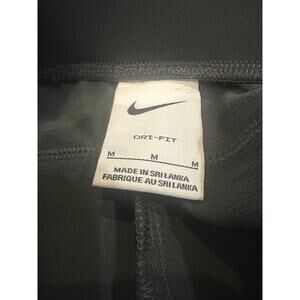 DRI-FIT
M M M
MADE IN SRI LANKA
FABRIQUE AU SRI LANKA